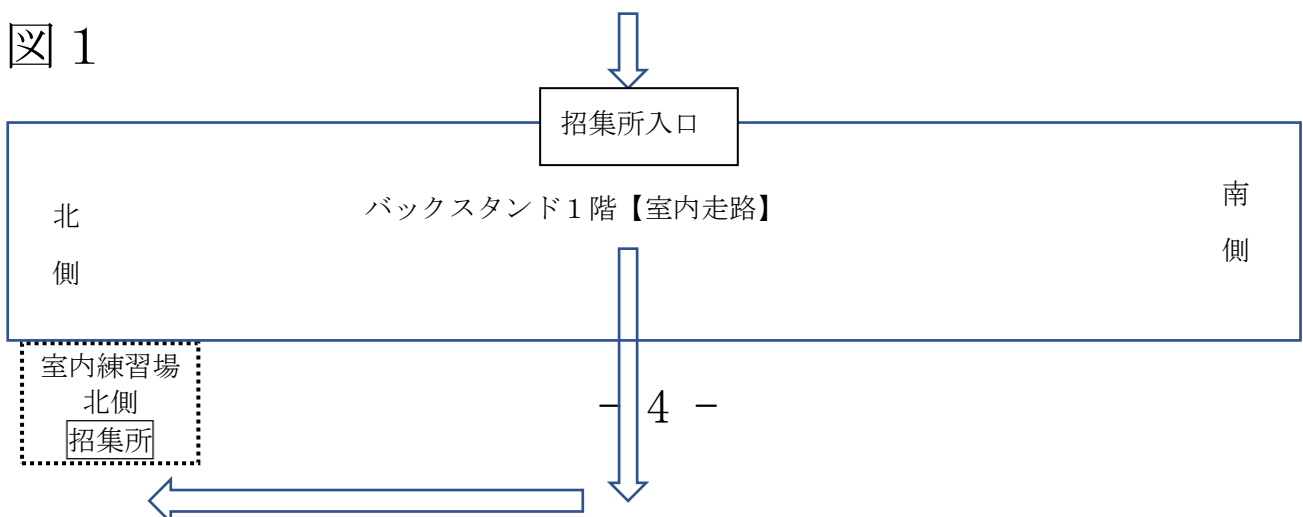 図1
招集所入口
バックスタンド1階【室内走路】
北
側
南
側
室内練習場
北側
招集所
- 4 -